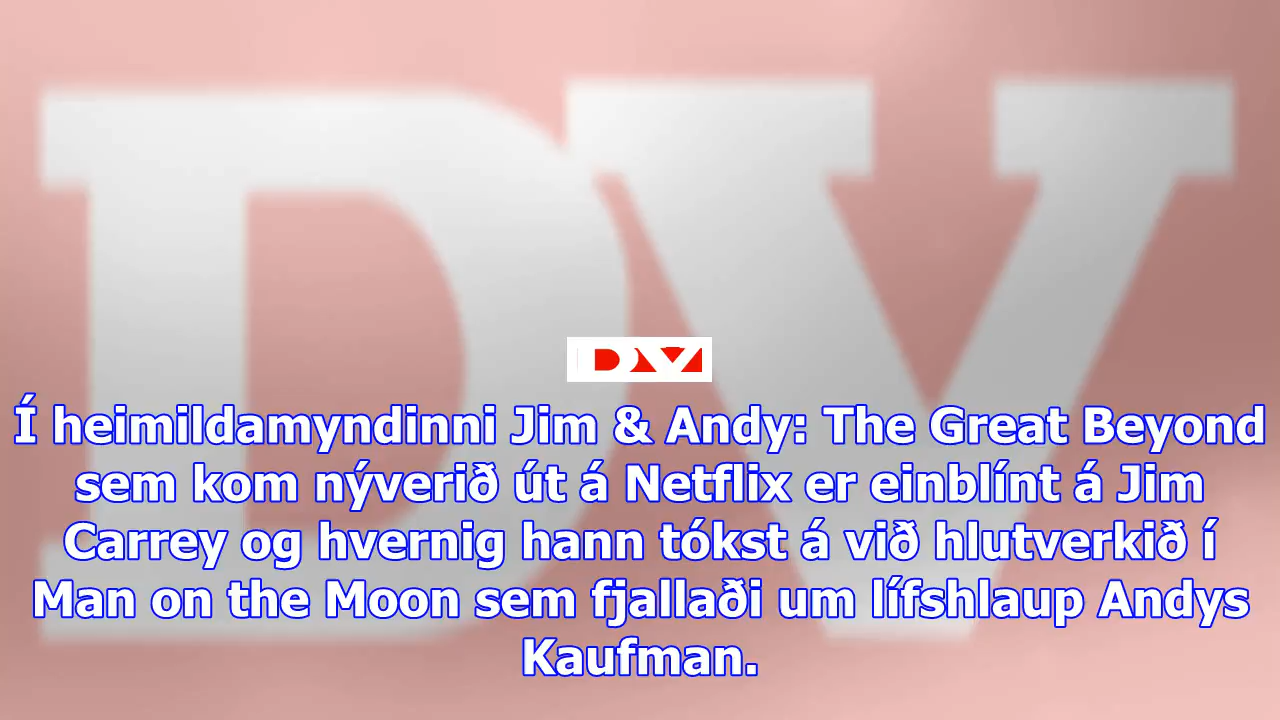 DV
DV
Í heimildamyndinni Jim & Andy: The Great Beyond
sem kom nýverið út á Netflix er einblínt á Jim
Carrey og hvernig hann tókst á við hlutverkið í
Man on the Moon sem fjallaði um lífshlaup Andys
Kaufman.